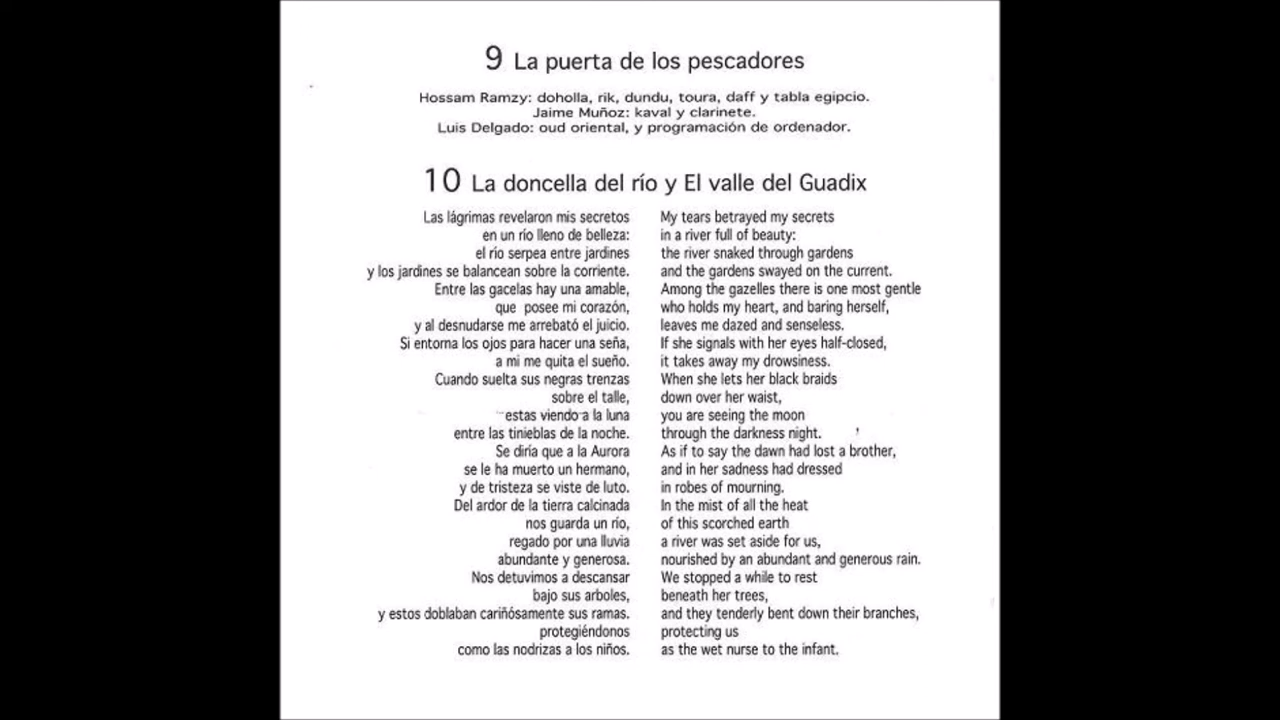 9 La puerta de los pescadores
Hossam Ramzy: doholla, rik, dundu, toura, daff y tabla egipcio.
Jaime Muñoz: kaval y clarinete.
Luis Delgado: oud oriental, y programación de ordenador.
10 La doncella del río y El valle del Guadix
Las lágrimas revelaron mis secretos
en un río lleno de belleza:
el río serpea entre jardines
y los jardines se balancean sobre la corriente.
Entre las gacelas hay una amable,
que posee mi corazón,
y al desnudarse me arrebató el juicio.
Si entorna los ojos para hacer una seña,
a mi me quita el sueño.
Cuando suelta sus negras trenzas
sobre el talle,
estas viendo a la luna
entre las tinieblas de la noche.
Se diría que a la Aurora
se le ha muerto un hermano,
y de tristeza se viste de luto.
Del ardor de la tierra calcinada
nos guarda un río,
regado por una lluvia
abundante y generosa.
Nos detuvimos a descansar
bajo sus arboles,
y estos doblaban cariñósamente sus ramas.
protegiéndonos
como las nodrizas a los niños.
My tears betrayed my secrets
in a river full of beauty:
the river snaked through gardens
and the gardens swayed on the current.
Among the gazelles there is one most gentle
who holds my heart, and baring herself,
leaves me dazed and senseless.
If she signals with her eyes half-closed,
it takes away my drowsiness.
When she lets her black braids
down over her waist,
you are seeing the moon
through the darkness night.
As if to say the dawn had lost a brother,
and in her sadness had dressed
in robes of mourning.
In the mist of all the heat
of this scorched earth
a river was set aside for us,
nourished by an abundant and generous rain.
We stopped a while to rest
beneath her trees,
and they tenderly bent down their branches,
protecting us
as the wet nurse to the infant.